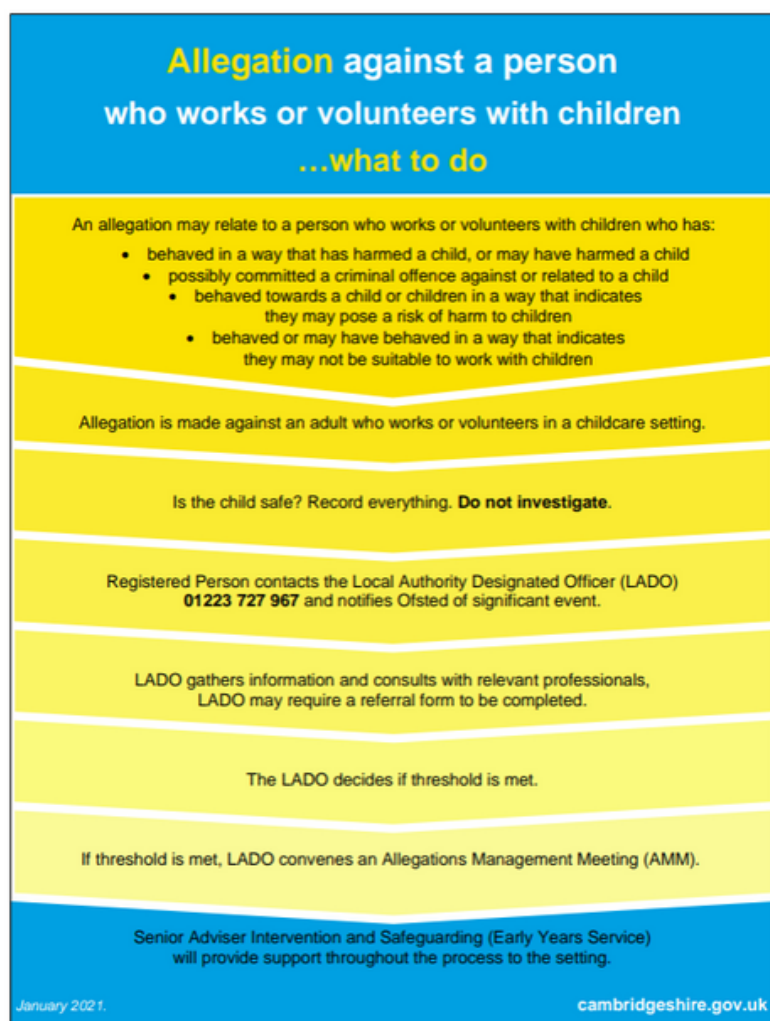 Allegation against a person
who works or volunteers with children
...what to do
An allegation may relate to a person who works or volunteers with children who has:
• behaved in a way that has harmed a child, or may have harmed a child
• possibly committed a criminal offence against or related to a child
• behaved towards a child or children in a way that indicates
they may pose a risk of harm to children
• behaved or may have behaved in a way that indicates
they may not be suitable to work with children
Allegation is made against an adult who works or volunteers in a childcare setting.
Is the child safe? Record everything. Do not investigate.
Registered Person contacts the Local Authority Designated Officer (LADO)
01223 727 967 and notifies Ofsted of significant event.
LADO gathers information and consults with relevant professionals,
LADO may require a referral form to be completed.
The LADO decides if threshold is met.
If threshold is met, LADO convenes an Allegations Management Meeting (AMM).
Senior Adviser Intervention and Safeguarding (Early Years Service)
will provide support throughout the process to the setting.
January 2021.
cambridgeshire.gov.uk